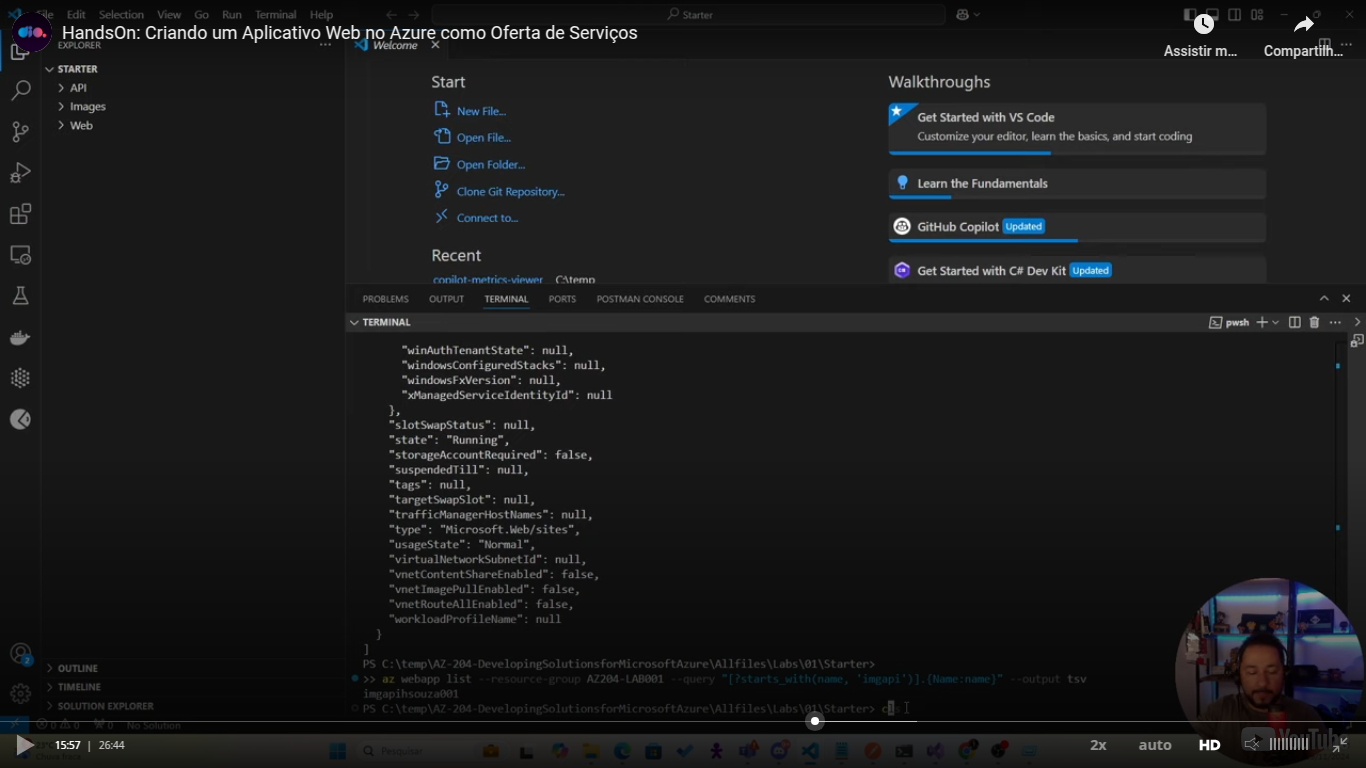 File Edit Selection View Go Run Terminal Help
Starter
HandsOn: Criando um Aplicativo Web no Azure como Oferta de Serviços
Assistir m...
Compartilh...
EXPLORER
Welcome
STARTER
API
Images
Web
Start
New File...
Open File...
Open Folder...
Clone Git Repository...
Connect to...
Recent
copilot-metrics-viewer C:\temp
Walkthroughs
Get Started with VS Code
Customize your editor, learn the basics, and start coding
Learn the Fundamentals
GitHub Copilot Updated
Get Started with C# Dev Kit Updated
PROBLEMS OUTPUT TERMINAL PORTS POSTMAN CONSOLE COMMENTS
TERMINAL
pwsh
"winAuthTenantState": null,
"windowsConfiguredStacks": null,
"windowsFxVersion": null,
"xManagedServiceIdentityId": null
},
"slotSwapStatus": null,
"state": "Running",
"storageAccountRequired": false,
"suspendedTill": null,
"tags": null,
"targetSwapSlot": null,
"trafficManagerHostNames": null,
"type": "Microsoft.Web/sites",
"usageState": "Normal",
"virtualNetworkSubnetId": null,
"vnetContentShareEnabled": false,
"vnetImagePullEnabled": false,
"vnetRouteAllEnabled": false,
"workloadProfileName": null
}
]
PS C:\temp\AZ-204-DevelopingSolutionsforMicrosoftAzure\Allfiles\Labs\01\Starter>
>> az webapp list --resource-group AZ204-LAB001 --query "[?starts_with(name, 'imgapi')].{Name:name}" --output tsv
imgapihsouza001
PS C:\temp\AZ-204-DevelopingSolutionsforMicrosoftAzure\Allfiles\Labs\01\Starter> cls
OUTLINE
TIMELINE
SOLUTION EXPLORER
0 0 0 No Solution
15:57 | 26:44
Pesquisar
2x auto HD
YouTube